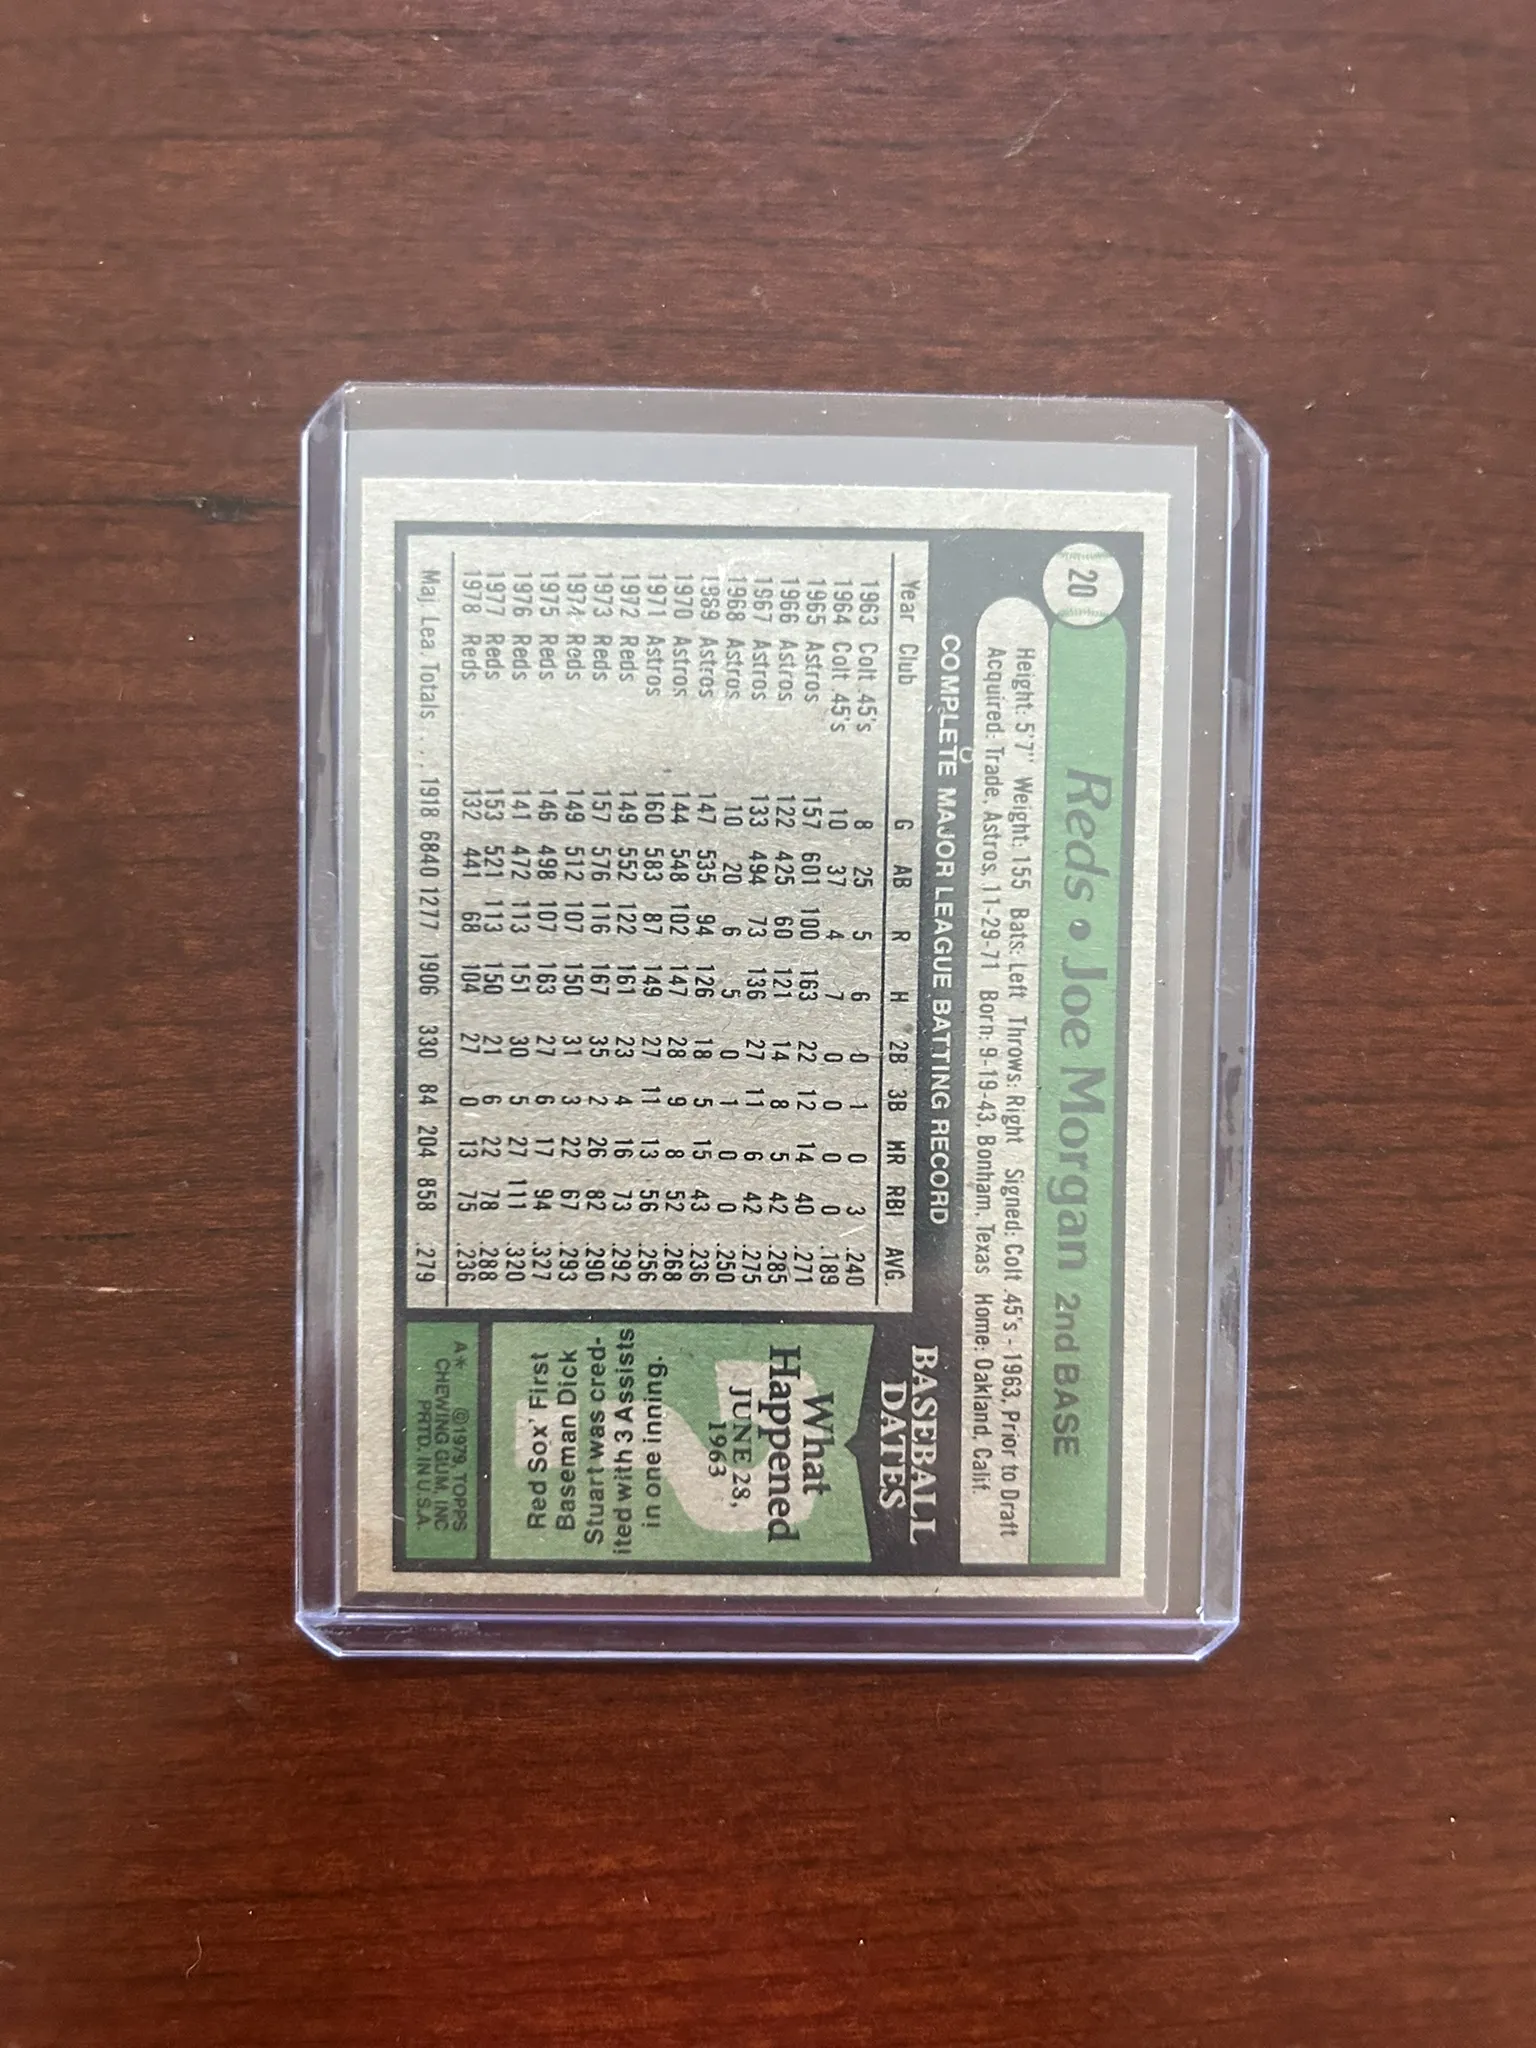 20
Reds • Joe Morgan 2nd BASE
Height: 5'7" Weight: 155 Bats: Left Throws: Right Signed: Colt .45's - 1963, Prior to Draft
Acquired: Trade, Astros, 11-29-71 Born: 9-19-43, Bonham, Texas Home: Oakland, Calif.
COMPLETE MAJOR LEAGUE BATTING RECORD
Year Club G AB R H 2B 3B HR RBI AVG.
1963 Colt .45's 8 25 5 6 0 1 0 3 .240
1964 Colt .45's 10 37 4 7 0 0 0 0 .189
1965 Astros 157 601 100 163 22 12 14 40 .271
1966 Astros 122 425 60 121 14 8 5 42 .285
1967 Astros 133 494 73 136 27 11 6 42 .275
1968 Astros 10 20 6 5 0 1 0 0 .250
1969 Astros 147 535 94 126 18 5 15 43 .236
1970 Astros 144 548 102 147 28 9 8 52 .268
1971 Astros 160 583 87 149 27 11 13 56 .256
1972 Reds 149 552 122 161 23 4 16 73 .292
1973 Reds 157 576 116 167 35 2 26 82 .290
1974 Reds 149 512 107 150 31 3 22 67 .293
1975 Reds 146 498 107 163 27 6 17 94 .327
1976 Reds 141 472 113 151 30 5 27 111 .320
1977 Reds 153 521 113 150 21 6 22 78 .288
1978 Reds 132 441 68 104 27 0 13 75 .236
Maj. Lea. Totals . . . 1918 6840 1277 1906 330 84 204 858 .279
BASEBALL
DATES
What
Happened
JUNE 28,
1963
Red Sox' First
Baseman Dick
Stuart was cred-
ited with 3 Assists
in one inning.
A* ©1979, TOPPS
CHEWING GUM, INC
PRTD. IN U.S.A.